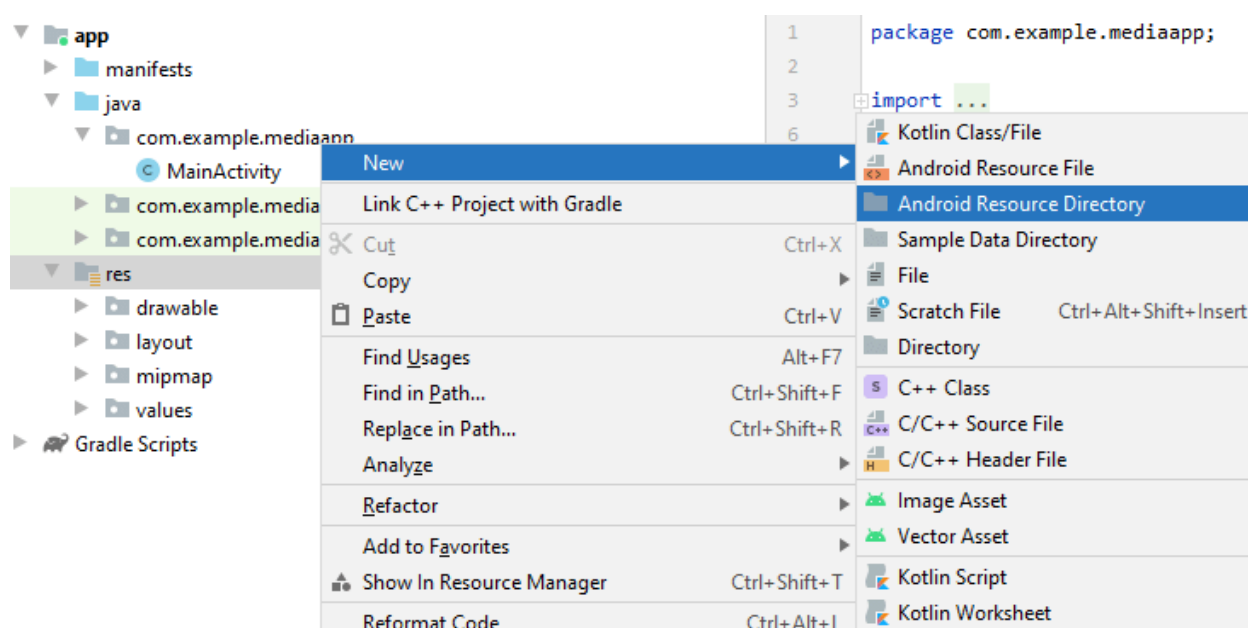 app
manifests
java
com.example.mediaapp
MainActivity
com.example.media
com.example.media
res
drawable
layout
mipmap
values
Gradle Scripts
1 package com.example.mediaapp;
2
3 import ...
6
New
Link C++ Project with Gradle
Cut Ctrl+X
Copy
Paste Ctrl+V
Find Usages Alt+F7
Find in Path... Ctrl+Shift+F
Replace in Path... Ctrl+Shift+R
Analyze
Refactor
Add to Favorites
Show In Resource Manager Ctrl+Shift+T
Reformat Code Ctrl+Alt+L
Kotlin Class/File
Android Resource File
Android Resource Directory
Sample Data Directory
File
Scratch File Ctrl+Alt+Shift+Insert
Directory
S C++ Class
C++ C/C++ Source File
H C/C++ Header File
Image Asset
Vector Asset
Kotlin Script
Kotlin Worksheet